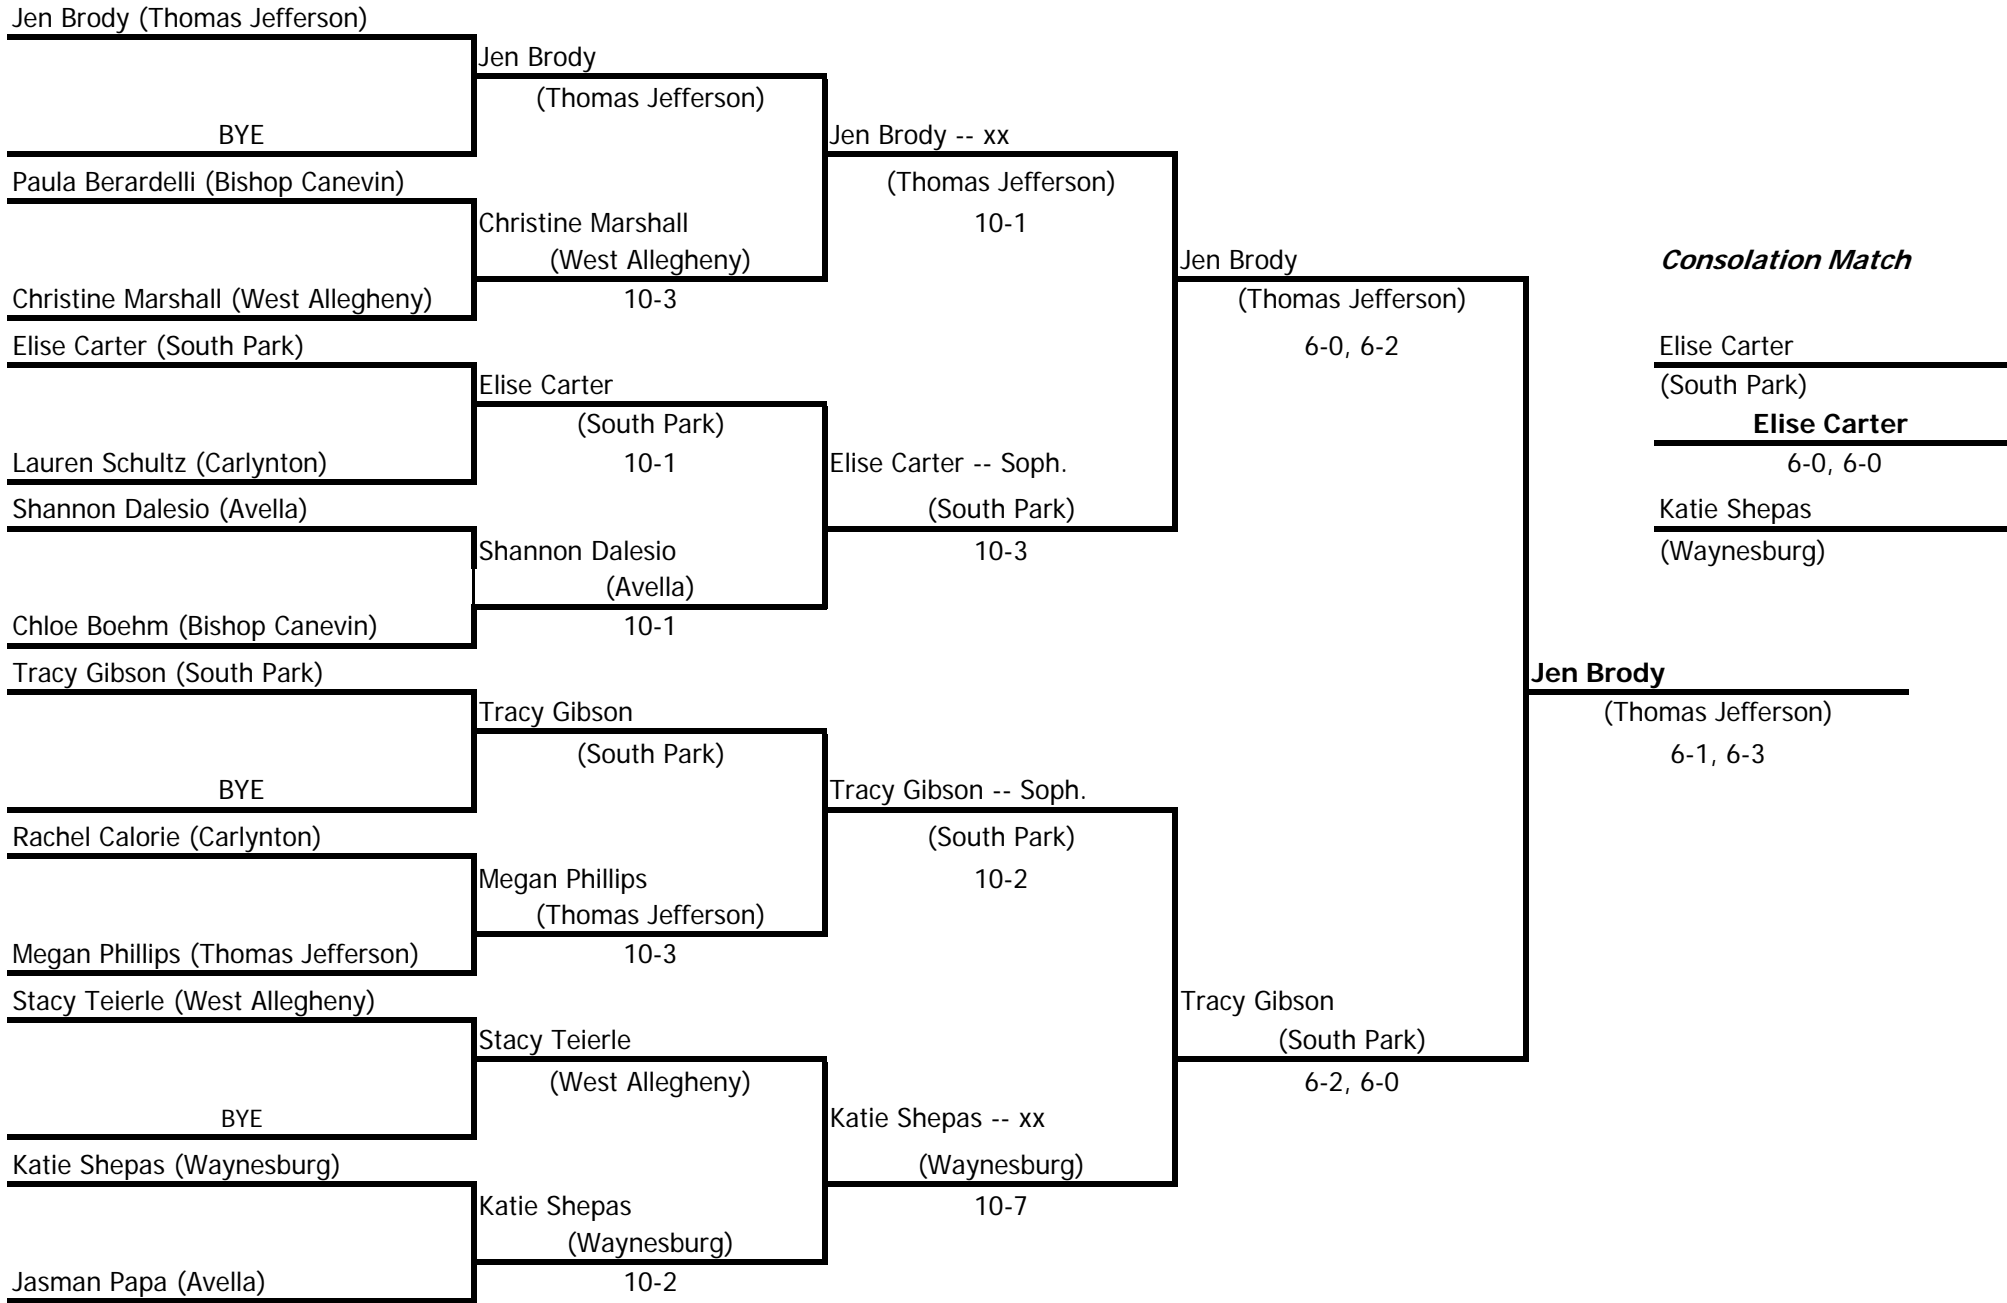 Jen Brody (Thomas Jefferson)
Jen Brody
(Thomas Jefferson)
BYE
Jen Brody -- xx
Paula Berardelli (Bishop Canevin)
(Thomas Jefferson)
Christine Marshall
10-1
(West Allegheny)
Jen Brody
Consolation Match
Christine Marshall (West Allegheny)
10-3
(Thomas Jefferson)
Elise Carter (South Park)
6-0, 6-2
Elise Carter
Elise Carter
(South Park)
(South Park)
Elise Carter
Lauren Schultz (Carlynton)
10-1
Elise Carter -- Soph.
6-0, 6-0
Shannon Dalesio (Avella)
(South Park)
Katie Shepas
Shannon Dalesio
10-3
(Waynesburg)
(Avella)
Chloe Boehm (Bishop Canevin)
10-1
Tracy Gibson (South Park)
Jen Brody
Tracy Gibson
(Thomas Jefferson)
(South Park)
6-1, 6-3
BYE
Tracy Gibson -- Soph.
Rachel Calorie (Carlynton)
(South Park)
Megan Phillips
10-2
(Thomas Jefferson)
Megan Phillips (Thomas Jefferson)
10-3
Stacy Teierle (West Allegheny)
Tracy Gibson
Stacy Teierle
(South Park)
(West Allegheny)
6-2, 6-0
BYE
Katie Shepas -- xx
Katie Shepas (Waynesburg)
(Waynesburg)
Katie Shepas
10-7
(Waynesburg)
Jasman Papa (Avella)
10-2